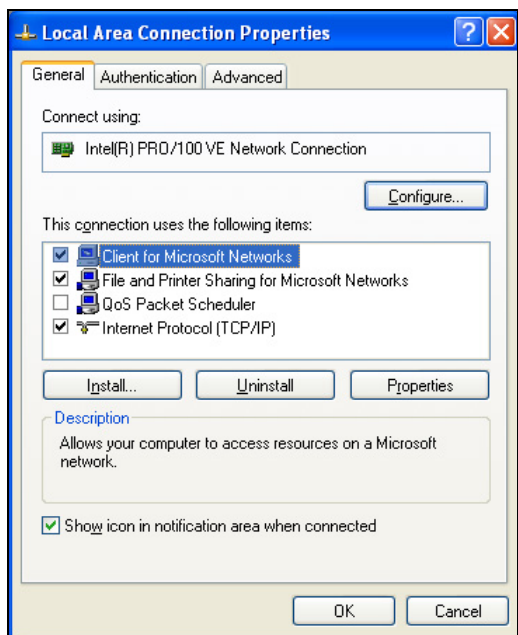 Local Area Connection Properties
General Authentication Advanced
Connect using:
Intel(R) PRO/100 VE Network Connection
Configure...
This connection uses the following items:
Client for Microsoft Networks
File and Printer Sharing for Microsoft Networks
QoS Packet Scheduler
Internet Protocol (TCP/IP)
Install... Uninstall Properties
Description
Allows your computer to access resources on a Microsoft
network.
Show icon in notification area when connected
OK Cancel